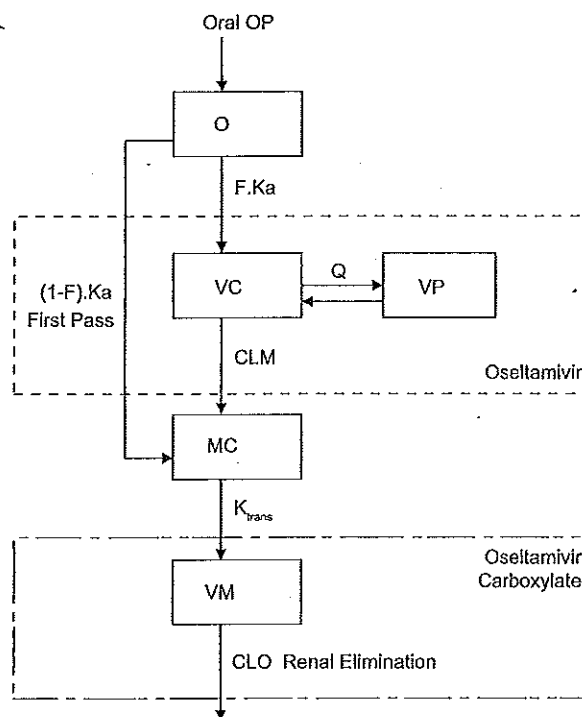 Oral OP
O
F.Ka
(1-F).Ka
First Pass
VC
Q
VP
CLM
Oseltamivir
MC
Ktrans
Oseltamivir
Carboxylate
VM
CLO Renal Elimination